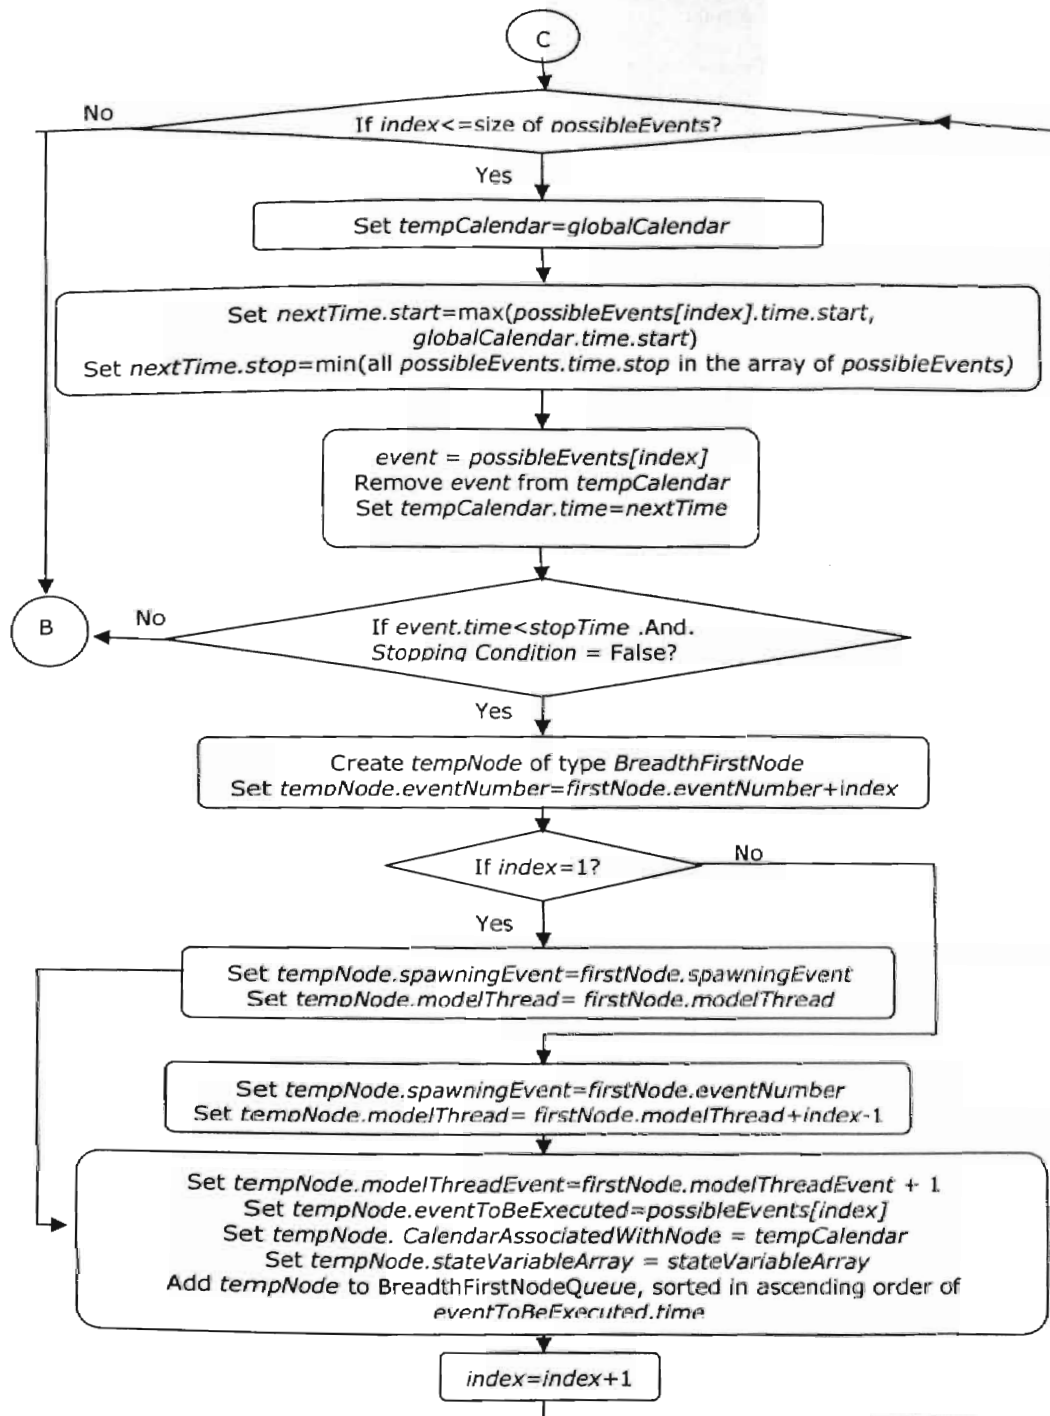 C
No
If index<=size of possibleEvents?
Yes
Set tempCalendar=globalCalendar
Set nextTime.start=max(possibleEvents[index].time.start,
globalCalendar.time.start)
Set nextTime.stop=min(all possibleEvents.time.stop in the array of possibleEvents)
event = possibleEvents[index]
Remove event from tempCalendar
Set tempCalendar.time=nextTime
B
No
If event.time<stopTime .And.
Stopping Condition = False?
Yes
Create tempNode of type BreadthFirstNode
Set tempNode.eventNumber=firstNode.eventNumber+index
If index=1?
No
Yes
Set tempNode.spawningEvent=firstNode.spawningEvent
Set tempNode.modelThread= firstNode.modelThread
Set tempNode.spawningEvent=firstNode.eventNumber
Set tempNode.modelThread= firstNode.modelThread+index-1
Set tempNode.modelThreadEvent=firstNode.modelThreadEvent + 1
Set tempNode.eventToBeExecuted=possibleEvents[index]
Set tempNode. CalendarAssociatedWithNode = tempCalendar
Set tempNode.stateVariableArray = stateVariableArray
Add tempNode to BreadthFirstNodeQueue, sorted in ascending order of
eventToBeExecuted.time
index=index+1